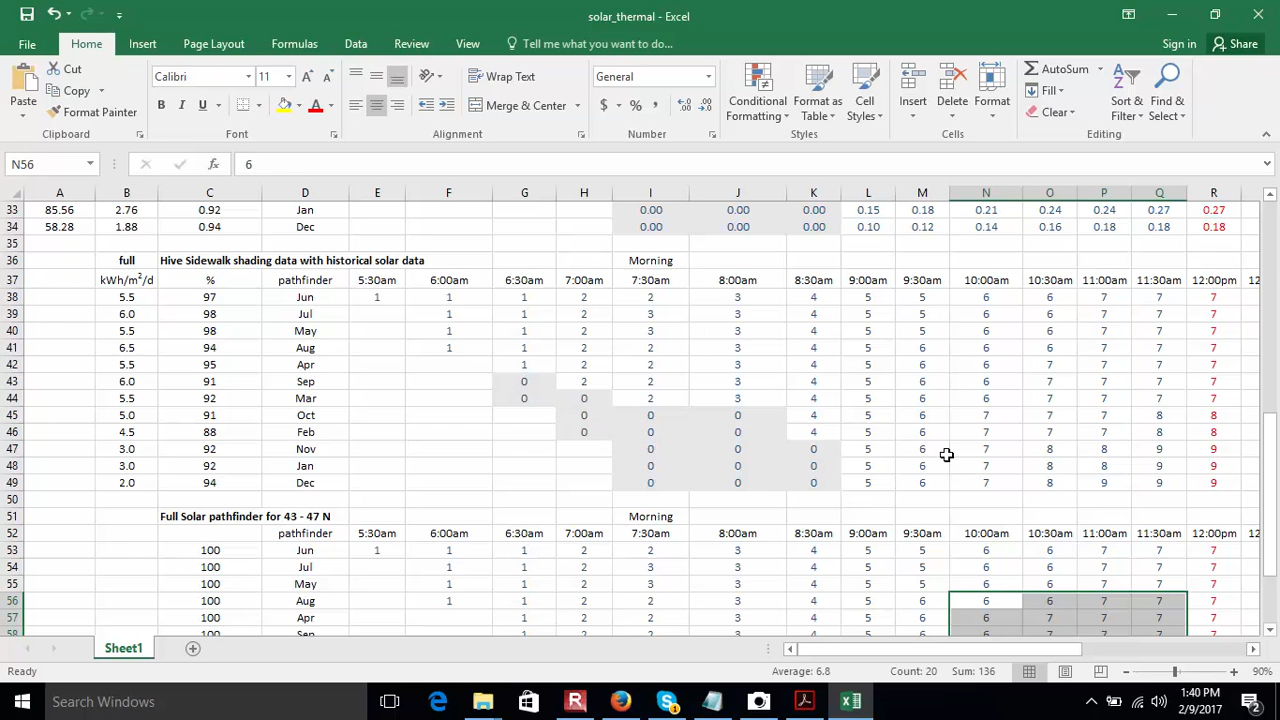 solar_thermal - Excel
File Home Insert Page Layout Formulas Data Review View Tell me what you want to do... Sign in Share
Paste Cut Copy Format Painter Clipboard
Calibri 11 A A B I U A Font
Wrap Text Merge & Center Alignment
General $ % , Number
Conditional Formatting Format as Table Cell Styles Styles
Insert Delete Format Cells
AutoSum Fill Clear Sort & Filter Find & Select Editing
N56 fx 6
A B C D E F G H I J K L M N O P Q R
33 85.56 2.76 0.92 Jan 0.00 0.00 0.00 0.15 0.18 0.21 0.24 0.24 0.27 0.27
34 58.28 1.88 0.94 Dec 0.00 0.00 0.00 0.10 0.12 0.14 0.16 0.18 0.18 0.18
35
36 full Hive Sidewalk shading data with historical solar data Morning
37 kWh/m²/d % pathfinder 5:30am 6:00am 6:30am 7:00am 7:30am 8:00am 8:30am 9:00am 9:30am 10:00am 10:30am 11:00am 11:30am 12:00pm 12
38 5.5 97 Jun 1 1 1 2 2 3 4 5 5 6 6 7 7 7
39 6.0 98 Jul 1 1 2 3 3 4 5 5 6 6 7 7 7
40 5.5 98 May 1 1 2 3 3 4 5 5 6 6 7 7 7
41 6.5 94 Aug 1 1 2 2 3 4 5 6 6 6 7 7 7
42 5.5 95 Apr 1 2 2 3 4 5 6 6 7 7 7 7
43 6.0 91 Sep 0 2 2 3 4 5 6 6 7 7 7 7
44 5.5 92 Mar 0 0 2 3 4 5 6 6 7 7 7 7
45 5.0 91 Oct 0 0 0 4 5 6 7 7 7 8 8
46 4.5 88 Feb 0 0 0 4 5 6 7 7 7 8 8
47 3.0 92 Nov 0 0 0 5 6 7 8 8 9 9
48 3.0 92 Jan 0 0 0 5 6 7 8 8 9 9
49 2.0 94 Dec 0 0 0 5 6 7 8 9 9 9
50
51 Full Solar pathfinder for 43 - 47 N Morning
52 pathfinder 5:30am 6:00am 6:30am 7:00am 7:30am 8:00am 8:30am 9:00am 9:30am 10:00am 10:30am 11:00am 11:30am 12:00pm 12
53 100 Jun 1 1 1 2 2 3 4 5 5 6 6 7 7 7
54 100 Jul 1 1 2 3 3 4 5 5 6 6 7 7 7
55 100 May 1 1 2 3 3 4 5 5 6 6 7 7 7
56 100 Aug 1 1 2 2 3 4 5 6 6 6 7 7 7
57 100 Apr 1 2 2 3 4 5 6 6 7 7 7 7
58 100 Sep 1 2 2 3 4 5 6 6 7 7 7 7
Sheet1
Ready Average: 6.8 Count: 20 Sum: 136 90%
Search Windows 1:40 PM
2/9/2017 2